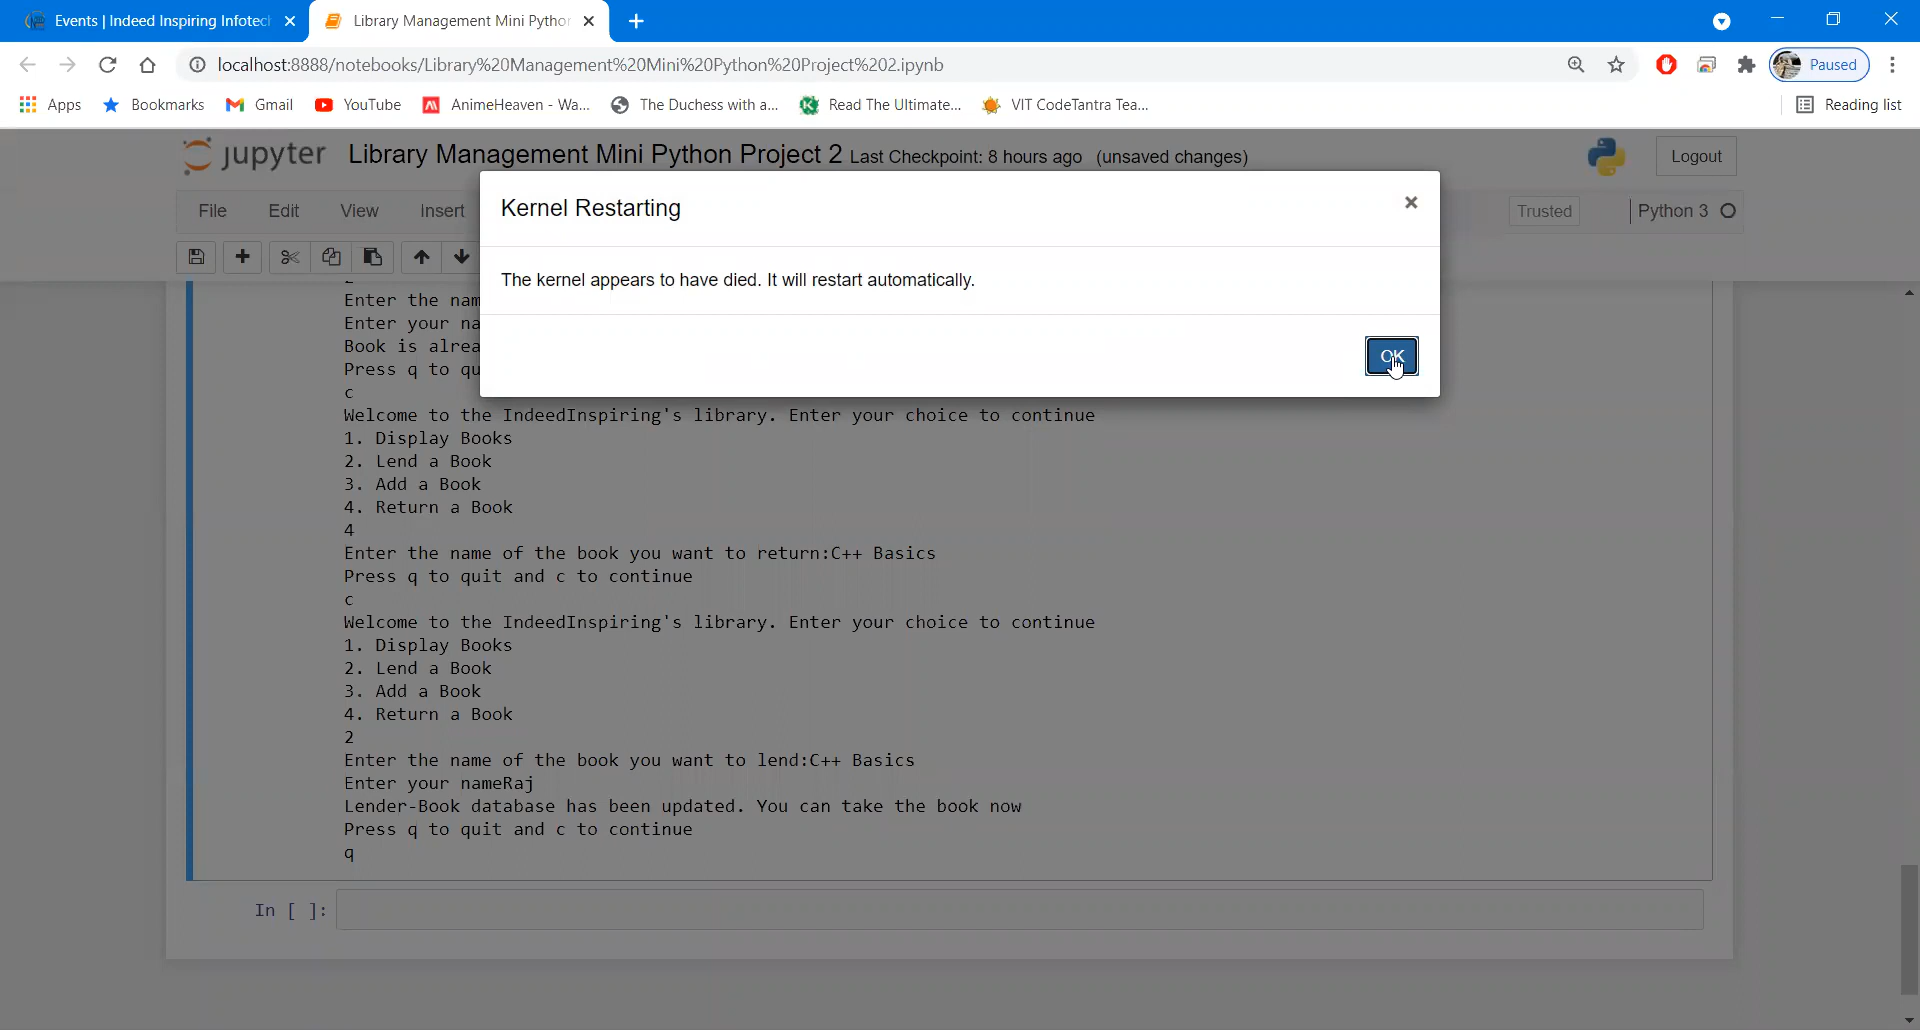 Events | Indeed Inspiring Infotech
Library Management Mini Python
localhost:8888/notebooks/Library%20Management%20Mini%20Python%20Project%202.ipynb
Paused
Apps
Bookmarks
Gmail
YouTube
AnimeHeaven - Wa...
The Duchess with a...
Read The Ultimate...
VIT CodeTantra Tea...
Reading list
jupyter Library Management Mini Python Project 2 Last Checkpoint: 8 hours ago (unsaved changes)
Logout
File Edit View Insert
Trusted
Python 3
Kernel Restarting
The kernel appears to have died. It will restart automatically.
OK
Enter the nam
Enter your na
Book is alrea
Press q to qu
c
Welcome to the IndeedInspiring's library. Enter your choice to continue
1. Display Books
2. Lend a Book
3. Add a Book
4. Return a Book
4
Enter the name of the book you want to return:C++ Basics
Press q to quit and c to continue
c
Welcome to the IndeedInspiring's library. Enter your choice to continue
1. Display Books
2. Lend a Book
3. Add a Book
4. Return a Book
2
Enter the name of the book you want to lend:C++ Basics
Enter your nameRaj
Lender-Book database has been updated. You can take the book now
Press q to quit and c to continue
q
In [ ]: